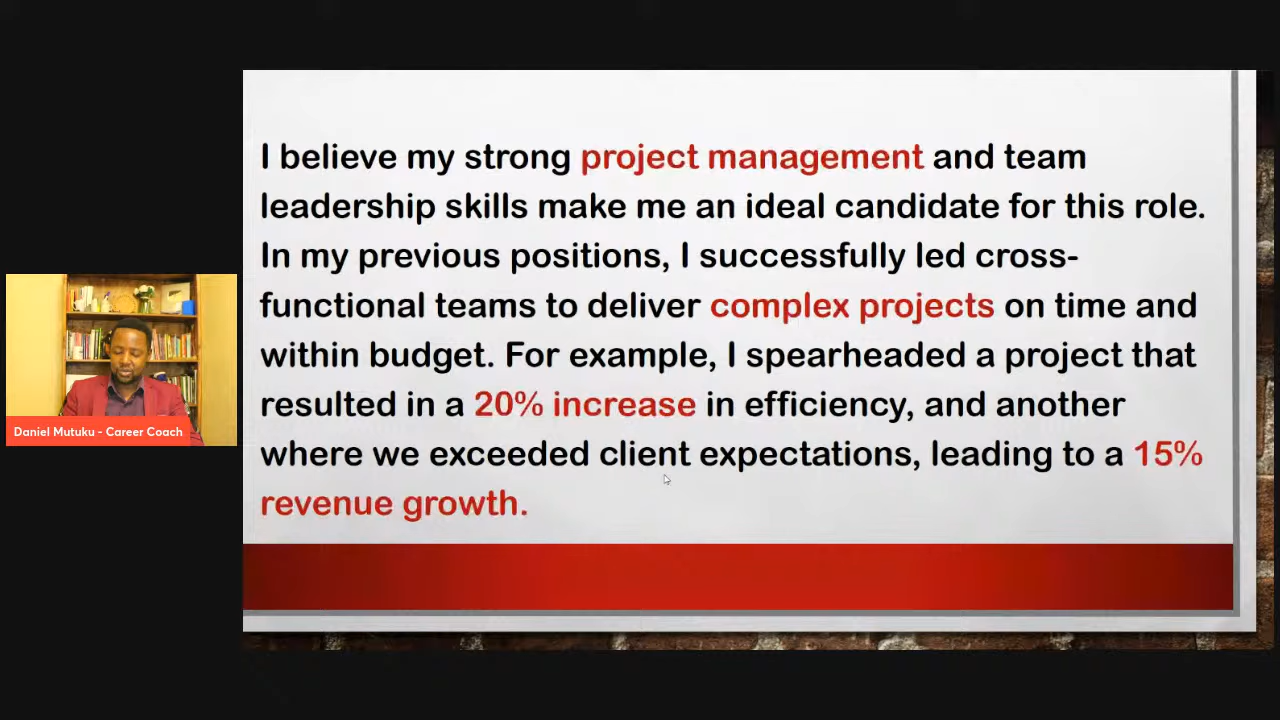 I believe my strong project management and team
leadership skills make me an ideal candidate for this role.
In my previous positions, I successfully led cross-
functional teams to deliver complex projects on time and
within budget. For example, I spearheaded a project that
resulted in a 20% increase in efficiency, and another
where we exceeded client expectations, leading to a 15%
revenue growth.
Daniel Mutuku - Career Coach